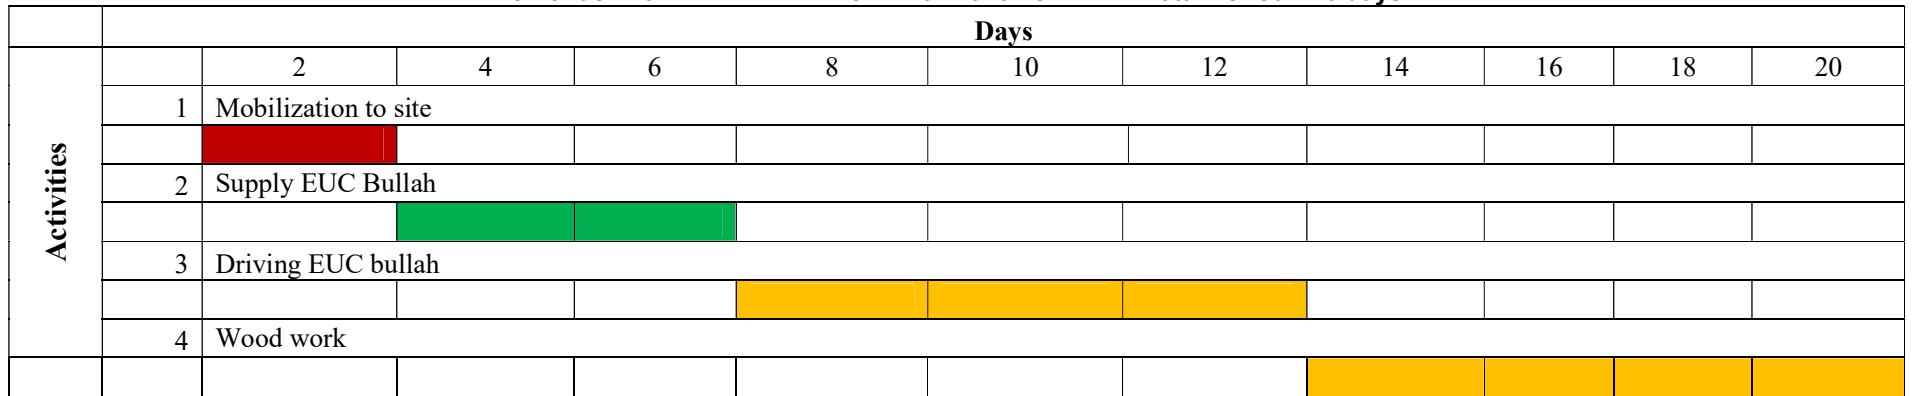 Days
2 4 6 8 10 12 14 16 18 20
Activities
1 Mobilization to site
2 Supply EUC Bullah
3 Driving EUC bullah
4 Wood work